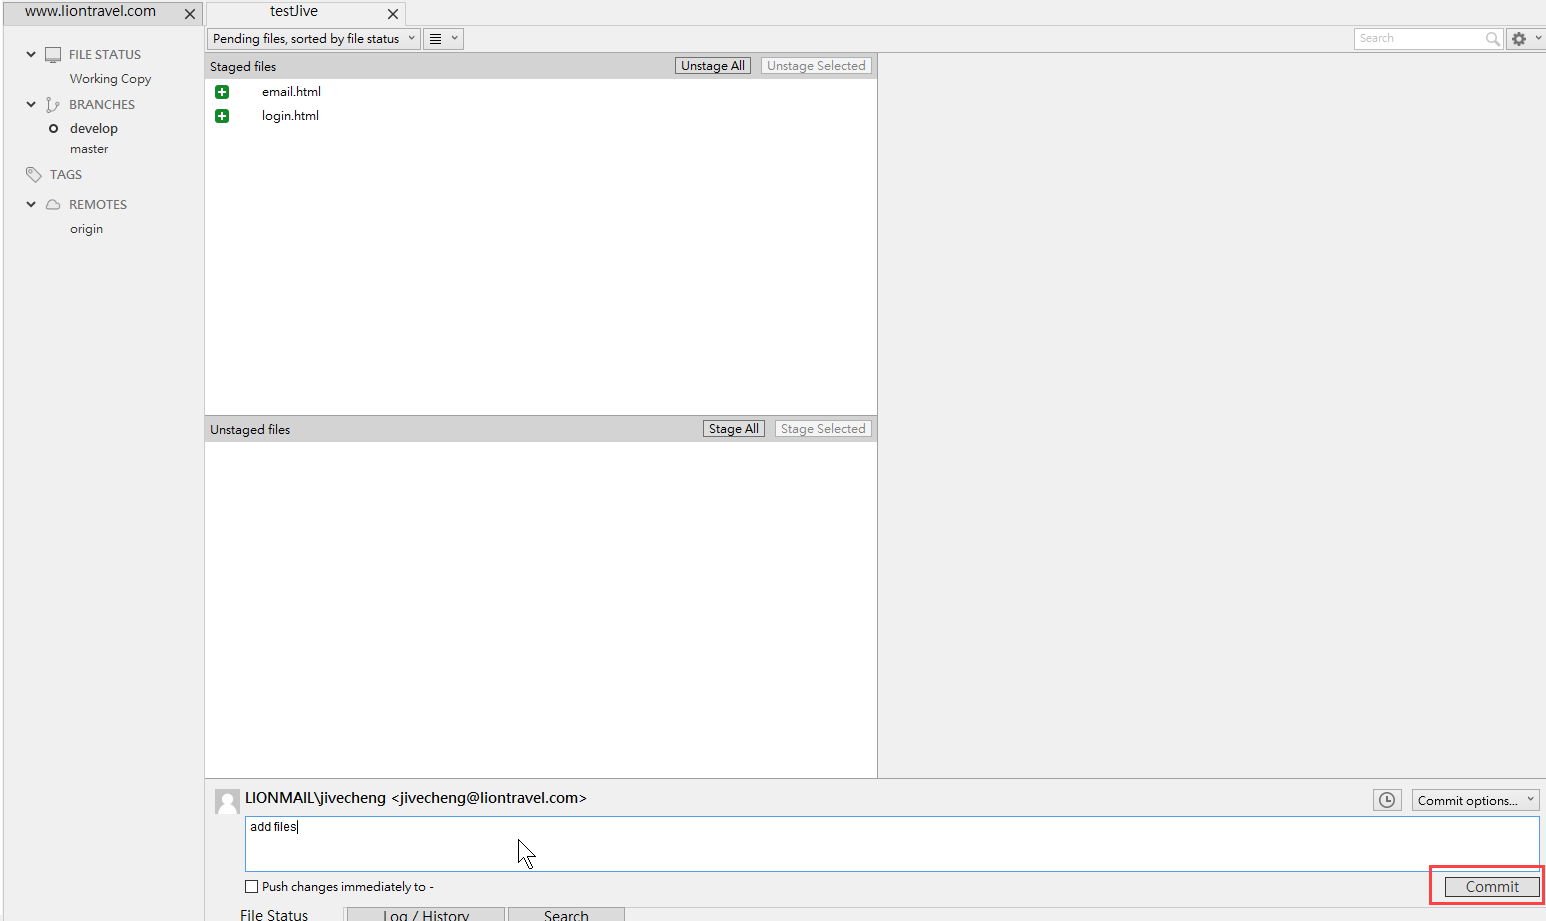 www.liontravel.com
testJive
Pending files, sorted by file status
Search
FILE STATUS
Working Copy
BRANCHES
develop
master
TAGS
REMOTES
origin
Staged files
Unstage All
Unstage Selected
email.html
login.html
Unstaged files
Stage All
Stage Selected
LIONMAIL\jivecheng <jivecheng@liontravel.com>
Commit options...
add files
Push changes immediately to -
Commit
File Status
Log / History
Search